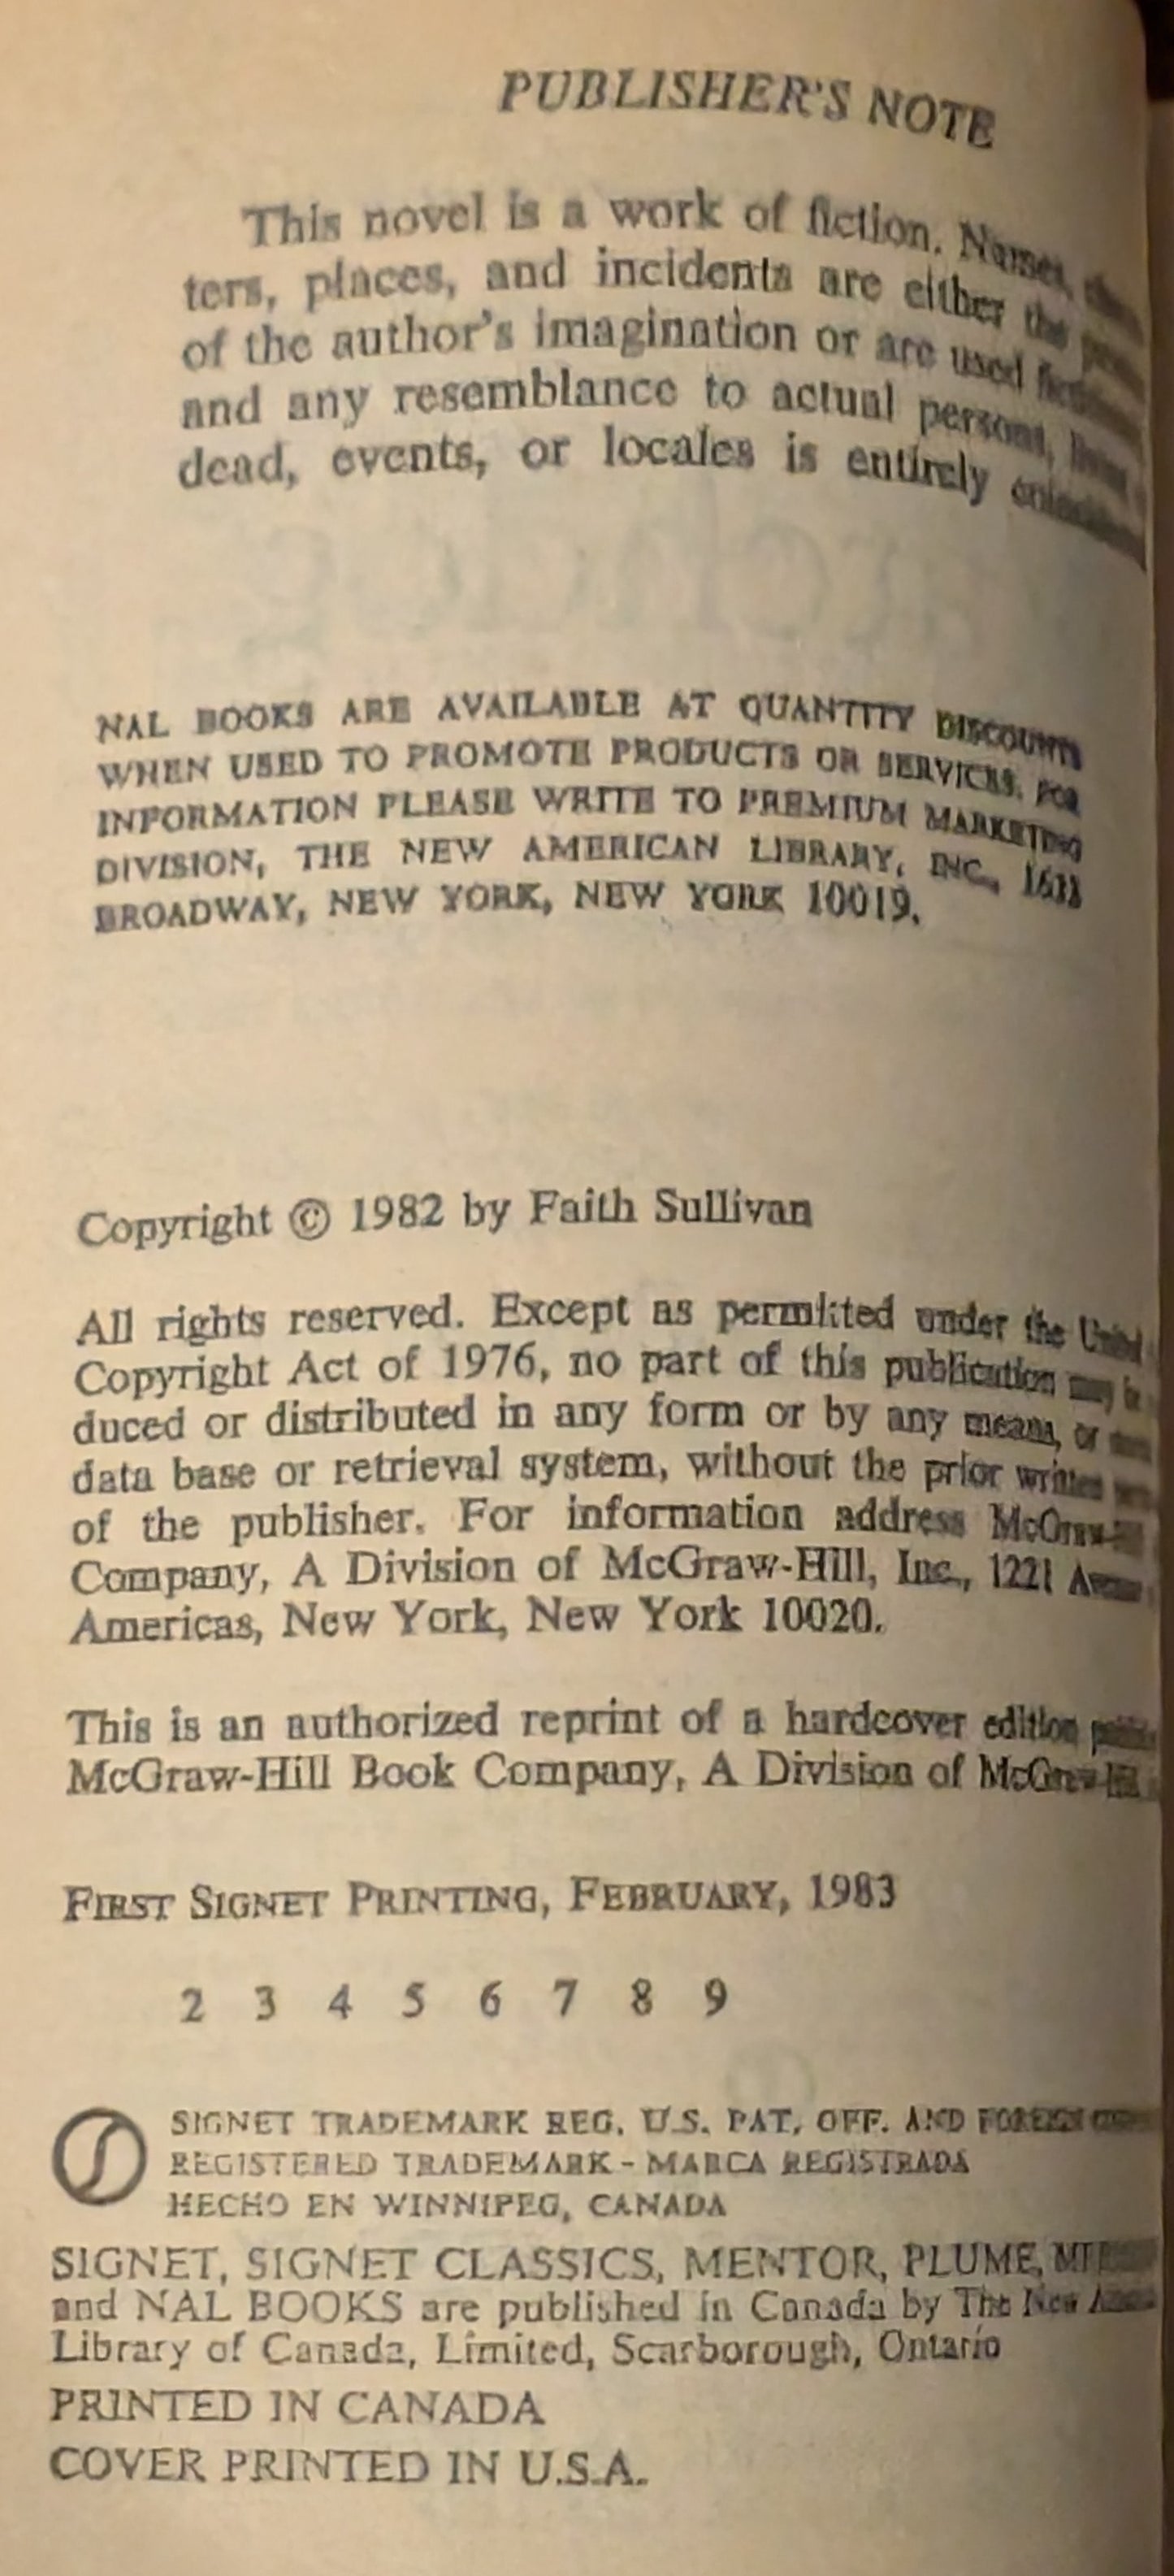 PUBLISHER'S NOTE
This novel is a work of fiction. Names,
ters, places, and incidents are either the
of the author's imagination or are used
and any resemblance to actual persons, living
dead, events, or locales is entirely
NAL BOOKS ARE AVAILABLE AT QUANTITY DISCOUNTS
WHEN USED TO PROMOTE PRODUCTS OR SERVICES. FOR
INFORMATION PLEASE WRITE TO PREMIUM MARKETING
DIVISION, THE NEW AMERICAN LIBRARY, INC., 1633
BROADWAY, NEW YORK, NEW YORK 10019.
Copyright © 1982 by Faith Sullivan
All rights reserved. Except as permitted under the United
Copyright Act of 1976, no part of this publication may be
duced or distributed in any form or by any means, or
data base or retrieval system, without the prior written
of the publisher. For information address McGraw-Hill
Company, A Division of McGraw-Hill, Inc., 1221 Avenue
Americas, New York, New York 10020.
This is an authorized reprint of a hardcover edition
McGraw-Hill Book Company, A Division of McGraw-Hill
FIRST SIGNET PRINTING, FEBRUARY, 1983
2 3 4 5 6 7 8 9
SIGNET TRADEMARK REG. U.S. PAT. OFF. AND FOREIGN
REGISTERED TRADEMARK - MARCA REGISTRADA
HECHO EN WINNIPEG, CANADA
SIGNET, SIGNET CLASSICS, MENTOR, PLUME,
and NAL BOOKS are published in Canada by The New
Library of Canada, Limited, Scarborough, Ontario
PRINTED IN CANADA
COVER PRINTED IN U.S.A.